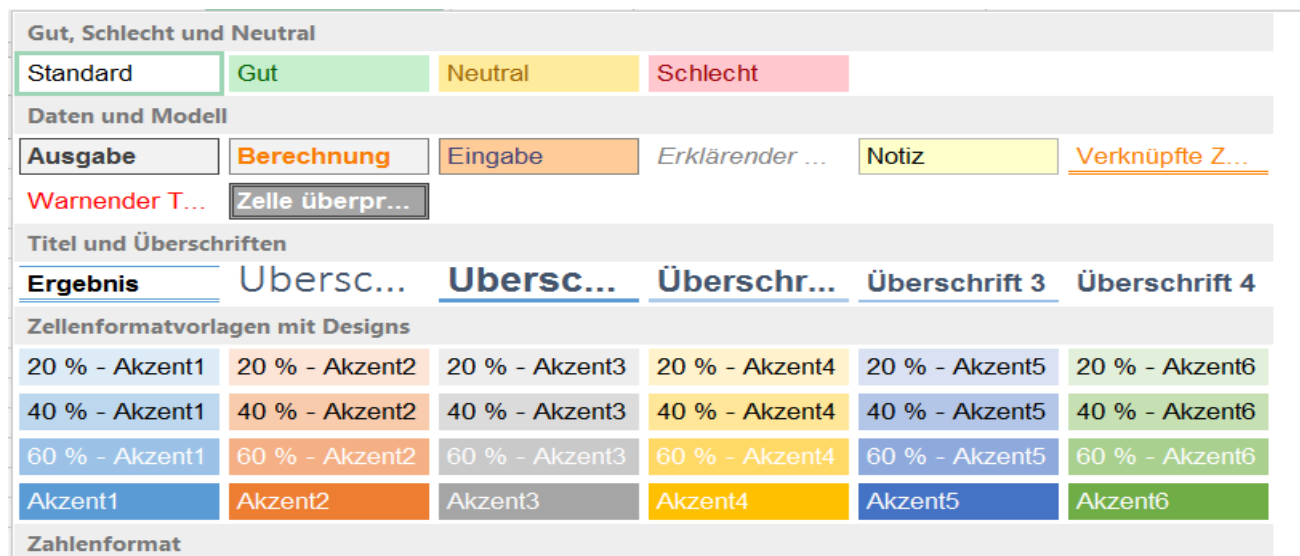 Gut, Schlecht und Neutral
Standard Gut Neutral Schlecht
Daten und Modell
Ausgabe Berechnung Eingabe Erklärender ... Notiz Verknüpfte Z...
Warnender T... Zelle überpr...
Titel und Überschriften
Ergebnis Übersc... Übersc... Überschr... Überschrift 3 Überschrift 4
Zellenformatvorlagen mit Designs
20 % - Akzent1 20 % - Akzent2 20 % - Akzent3 20 % - Akzent4 20 % - Akzent5 20 % - Akzent6
40 % - Akzent1 40 % - Akzent2 40 % - Akzent3 40 % - Akzent4 40 % - Akzent5 40 % - Akzent6
60 % - Akzent1 60 % - Akzent2 60 % - Akzent3 60 % - Akzent4 60 % - Akzent5 60 % - Akzent6
Akzent1 Akzent2 Akzent3 Akzent4 Akzent5 Akzent6
Zahlenformat